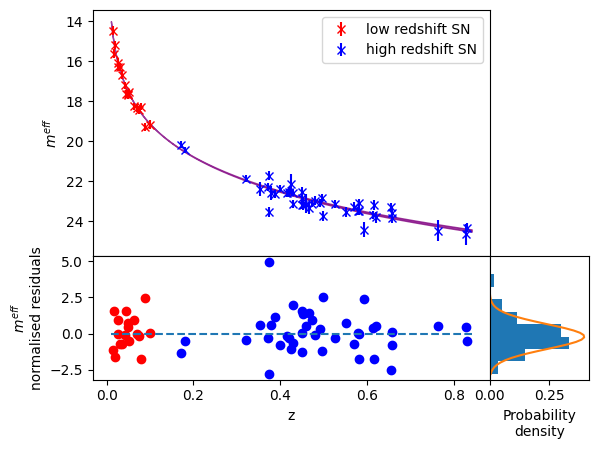 14
16
18
20
22
24
m^eff
low redshift SN
high redshift SN
5.0
2.5
0.0
−2.5
m^eff
normalised residuals
0.0 0.2 0.4 0.6 0.8
z
0.00 0.25
Probability
density